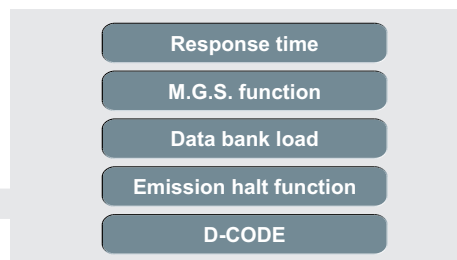 Response time
M.G.S. function
Data bank load
Emission halt function
D-CODE